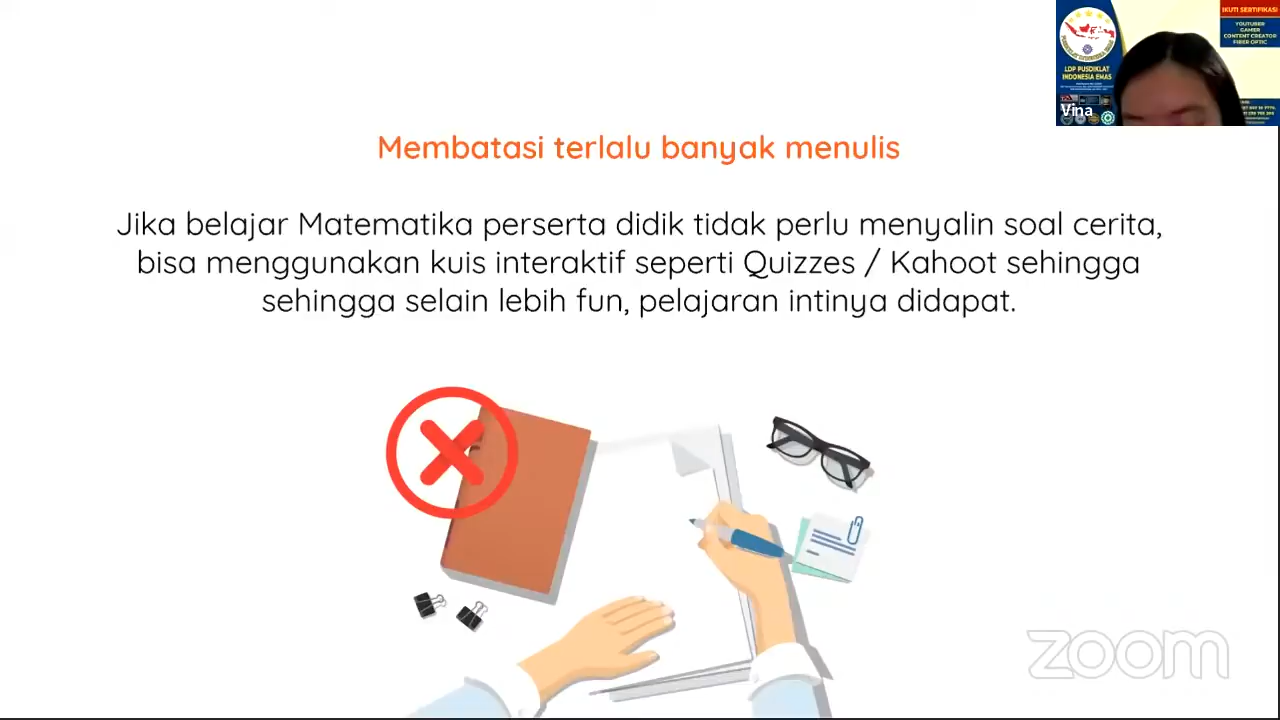 IKUTI SERTIFIKASI
YOUTUBER
GAMER
CONTENT CREATOR
FIBER OPTIC
LDP PUSDIKLAT
INDONESIA EMAS
Vina
Membatasi terlalu banyak menulis
Jika belajar Matematika perserta didik tidak perlu menyalin soal cerita,
bisa menggunakan kuis interaktif seperti Quizzes / Kahoot sehingga
sehingga selain lebih fun, pelajaran intinya didapat.
zoom